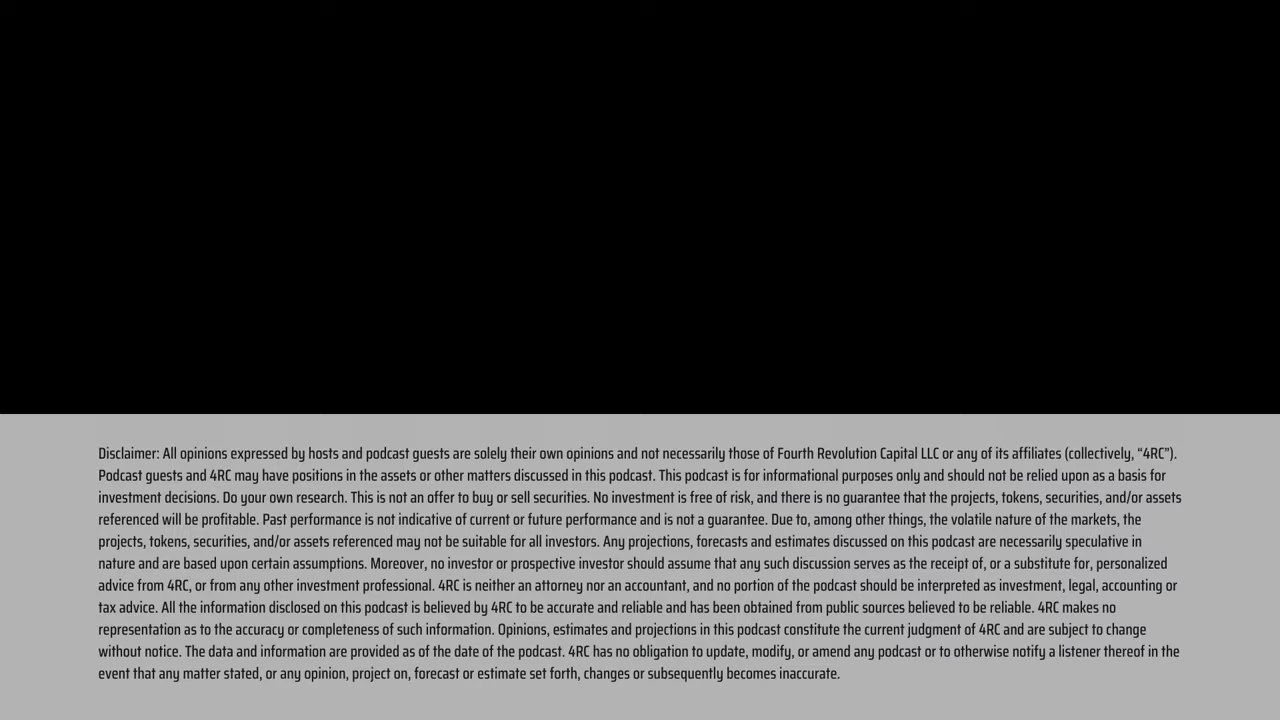 Disclaimer: All opinions expressed by hosts and podcast guests are solely their own opinions and not necessarily those of Fourth Revolution Capital LLC or any of its affiliates (collectively, “4RC”).
Podcast guests and 4RC may have positions in the assets or other matters discussed in this podcast. This podcast is for informational purposes only and should not be relied upon as a basis for
investment decisions. Do your own research. This is not an offer to buy or sell securities. No investment is free of risk, and there is no guarantee that the projects, tokens, securities, and/or assets
referenced will be profitable. Past performance is not indicative of current or future performance and is not a guarantee. Due to, among other things, the volatile nature of the markets, the
projects, tokens, securities, and/or assets referenced may not be suitable for all investors. Any projections, forecasts and estimates discussed on this podcast are necessarily speculative in
nature and are based upon certain assumptions. Moreover, no investor or prospective investor should assume that any such discussion serves as the receipt of, or a substitute for, personalized
advice from 4RC, or from any other investment professional. 4RC is neither an attorney nor an accountant, and no portion of the podcast should be interpreted as investment, legal, accounting or
tax advice. All the information disclosed on this podcast is believed by 4RC to be accurate and reliable and has been obtained from public sources believed to be reliable. 4RC makes no
representation as to the accuracy or completeness of such information. Opinions, estimates and projections in this podcast constitute the current judgment of 4RC and are subject to change
without notice. The data and information are provided as of the date of the podcast. 4RC has no obligation to update, modify, or amend any podcast or to otherwise notify a listener thereof in the
event that any matter stated, or any opinion, project on, forecast or estimate set forth, changes or subsequently becomes inaccurate.